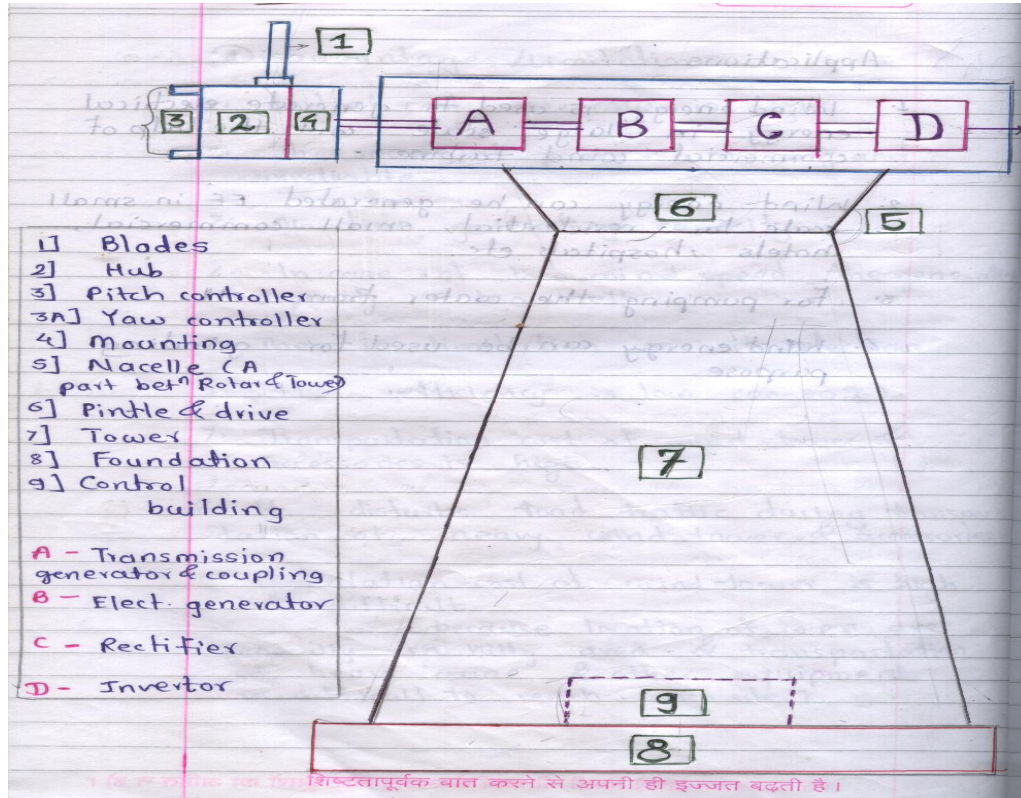 1
3 2 4 A B C D
6
5
1] Blades
2] Hub
3] Pitch controller
3A] Yaw controller
4] Mounting
5] Nacelle (A
part betn Rotar & Tower)
6] Pintle & drive
7] Tower
8] Foundation
9] Control
building
A - Transmission
generator & coupling
B - Elect. generator
C - Rectifier
D - Invertor
7
9
8
शिष्टतापूर्वक बात करने से अपनी ही इज्जत बढ़ती है।